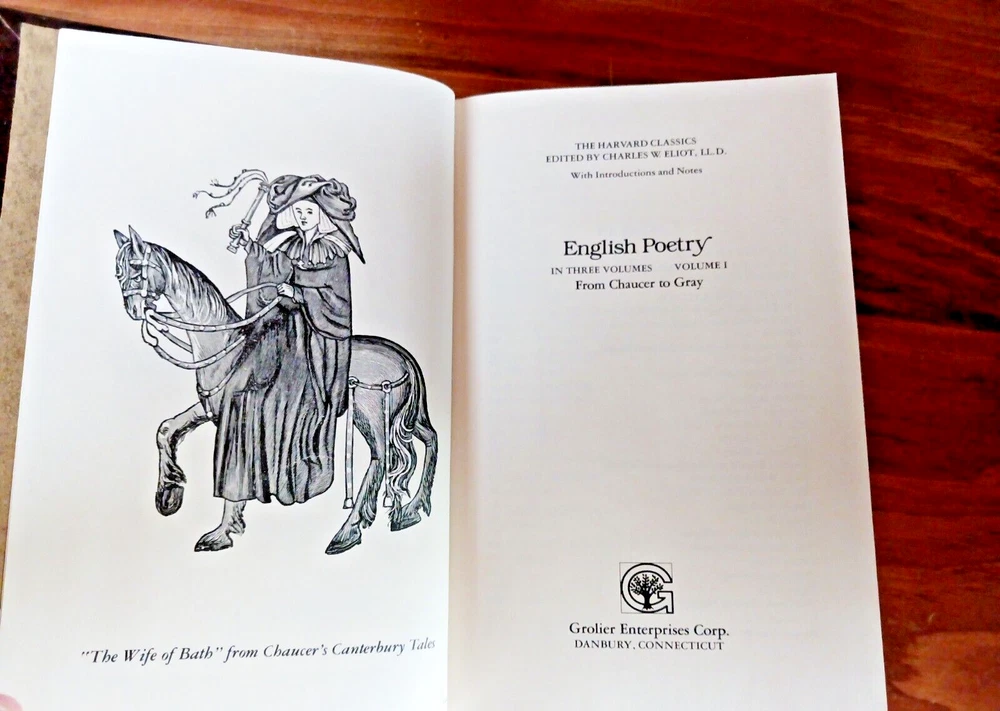 "The Wife of Bath" from Chaucer's Canterbury Tales
THE HARVARD CLASSICS
EDITED BY CHARLES W. ELIOT, LL.D.
With Introductions and Notes
English Poetry
IN THREE VOLUMES VOLUME I
From Chaucer to Gray
G
Grolier Enterprises Corp.
DANBURY, CONNECTICUT